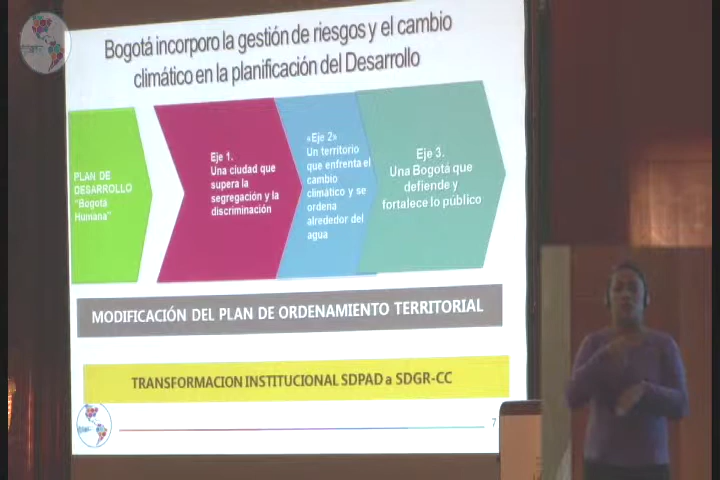 Bogotá incorporo la gestión de riesgos y el cambio
climático en la planificación del Desarrollo
PLAN DE
DESARROLLO
"Bogotá
Humana"
Eje 1.
Una ciudad que
supera la
segregación y la
discriminación
«Eje 2»
Un territorio
que enfrenta el
cambio
climático y se
ordena
alrededor del
agua
Eje 3.
Una Bogotá que
defiende y
fortalece lo público
MODIFICACIÓN DEL PLAN DE ORDENAMIENTO TERRITORIAL
TRANSFORMACION INSTITUCIONAL SDPAD a SDGR-CC
7